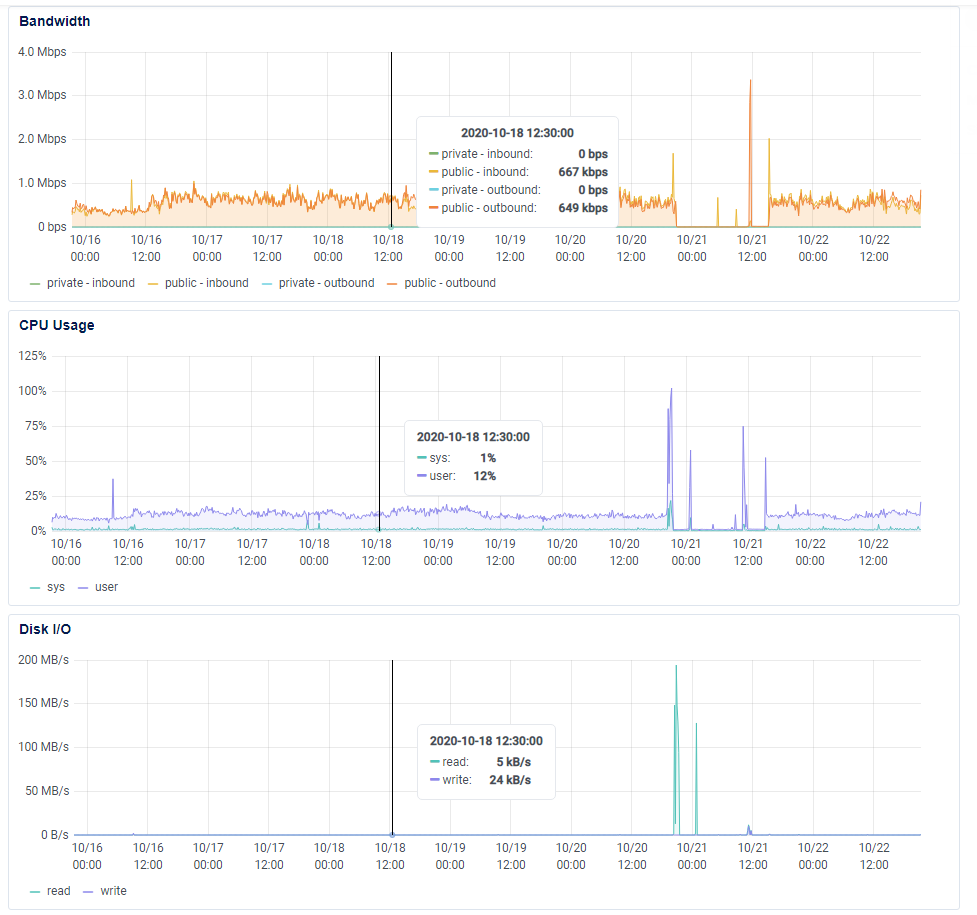 Bandwidth
4.0 Mbps
3.0 Mbps
2.0 Mbps
1.0 Mbps
0 bps
2020-10-18 12:30:00
private - inbound: 0 bps
public - inbound: 667 kbps
private - outbound: 0 bps
public - outbound: 649 kbps
10/16 10/16 10/17 10/17 10/18 10/18 10/19 10/19 10/20 10/20 10/21 10/21 10/22 10/22
00:00 12:00 00:00 12:00 00:00 12:00 00:00 12:00 00:00 12:00 00:00 12:00 00:00 12:00
private - inbound public - inbound private - outbound public - outbound
CPU Usage
125%
100%
75%
50%
25%
0%
2020-10-18 12:30:00
sys: 1%
user: 12%
10/16 10/16 10/17 10/17 10/18 10/18 10/19 10/19 10/20 10/20 10/21 10/21 10/22 10/22
00:00 12:00 00:00 12:00 00:00 12:00 00:00 12:00 00:00 12:00 00:00 12:00 00:00 12:00
sys user
Disk I/O
200 MB/s
150 MB/s
100 MB/s
50 MB/s
0 B/s
2020-10-18 12:30:00
read: 5 kB/s
write: 24 kB/s
10/16 10/16 10/17 10/17 10/18 10/18 10/19 10/19 10/20 10/20 10/21 10/21 10/22 10/22
00:00 12:00 00:00 12:00 00:00 12:00 00:00 12:00 00:00 12:00 00:00 12:00 00:00 12:00
read write